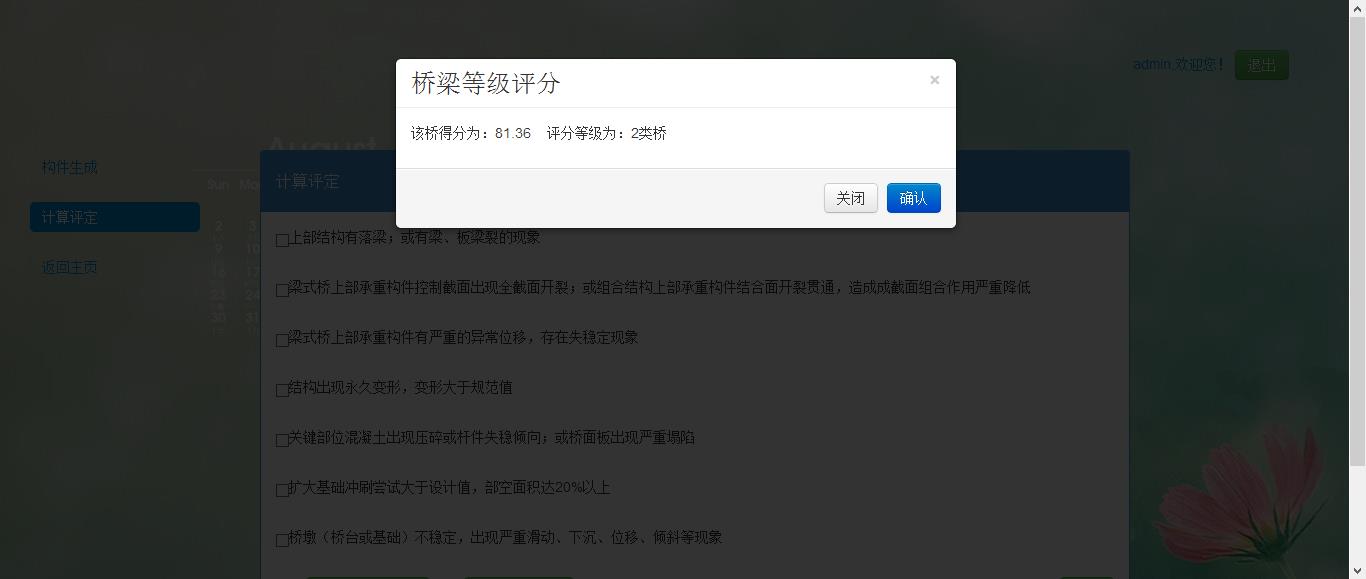 桥梁等级评分
×
该桥得分为：81.36 评分等级为：2类桥
关闭 确认
admin,欢迎您！ 退出
构件生成
计算评定
返回主页
August
Sun Mo
2 3
9 10
16 17
23 24
30 31
计算评定
上部结构有落梁；或有梁、板梁裂的现象
梁式桥上部承重构件控制截面出现全截面开裂；或组合结构上部承重构件结合面开裂贯通，造成成截面组合作用严重降低
梁式桥上部承重构件有严重的异常位移，存在失稳定现象
结构出现永久变形，变形大于规范值
关键部位混凝土出现压碎或杆件失稳倾向；或桥面板出现严重塌陷
扩大基础冲刷尝试大于设计值，部空面积达20%以上
桥墩（桥台或基础）不稳定，出现严重滑动、下沉、位移、倾斜等现象